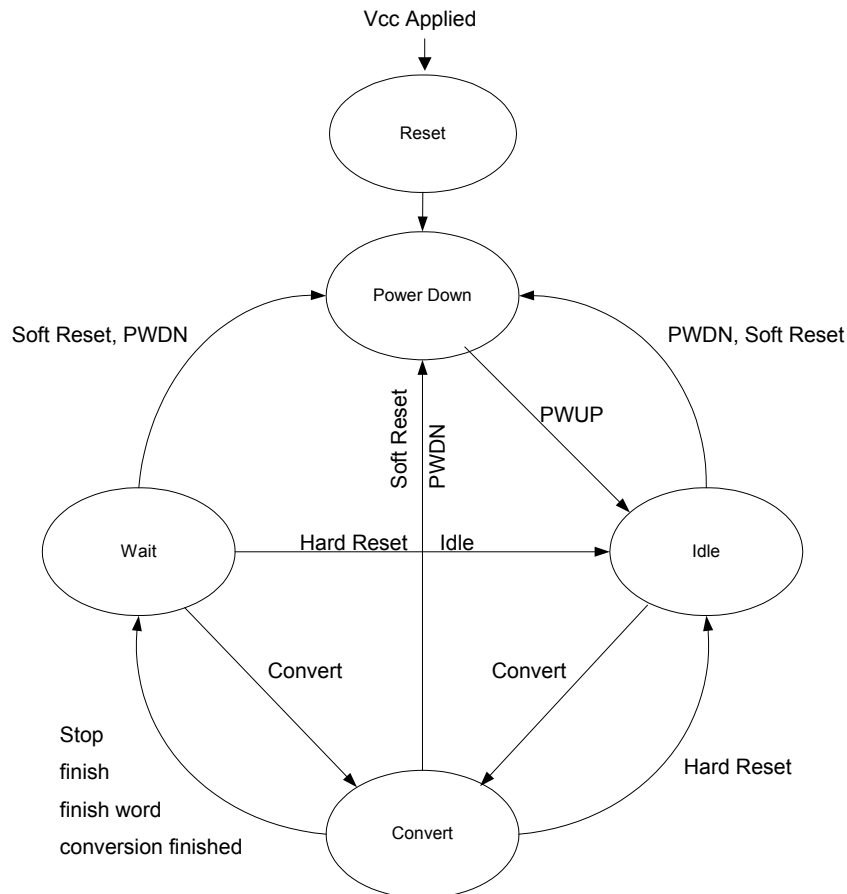 Vcc Applied
Reset
Power Down
Soft Reset, PWDN
PWDN, Soft Reset
Soft Reset
PWDN
PWUP
Wait
Hard Reset
Idle
Idle
Convert
Convert
Stop
finish
finish word
conversion finished
Hard Reset
Convert